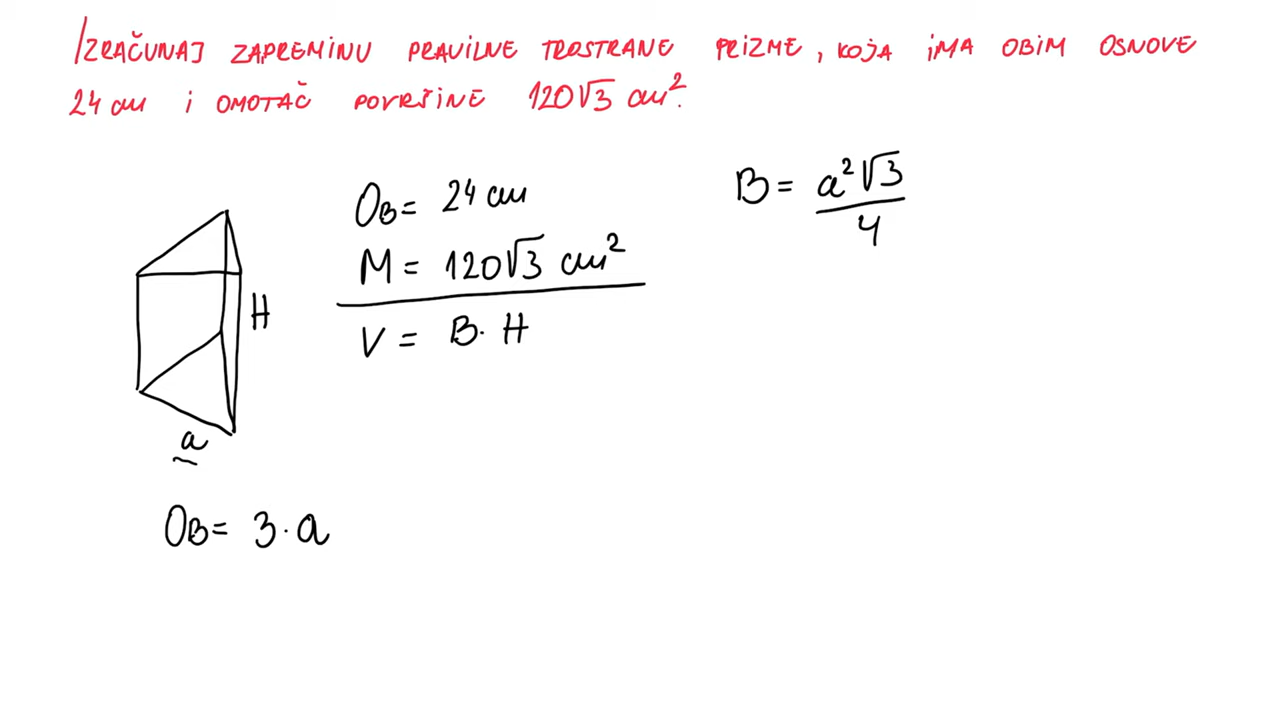 IZRAČUNAJ ZAPREMINU PRAVILNE TROSTRANE PRIZME, KOJA IMA OBIM OSNOVE
24 cm I OMOTAČ POVRŠINE 120√3 cm².
O_B = 24 cm
M = 120√3 cm²
V = B · H
B = a²√3/4
H
a
O_B = 3 · a